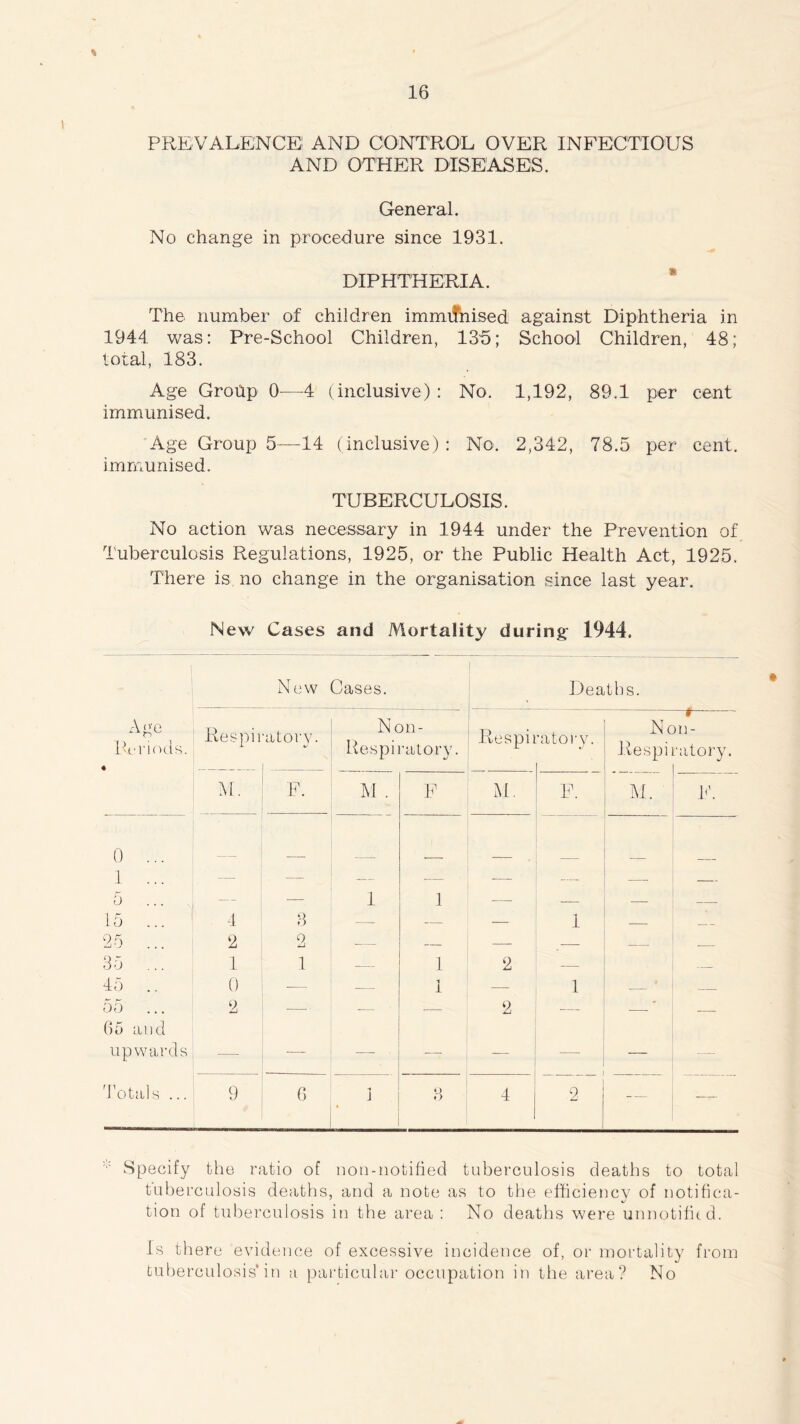 16
PREVALENCE AND CONTROL OVER INFECTIOUS
AND OTHER DISEASES.
General.
No change in procedure since 1931.
DIPHTHERIA.
The number of children immunised against Diphtheria in
1944 was: Pre-School Children, 135; School Children, 48;
total, 183.
Age Group 0—4 (inclusive): No. 1,192, 89.1 per cent
immunised.
Age Group 5—14 (inclusive): No. 2,342, 78.5 per cent.
immunised.
TUBERCULOSIS.
No action was necessary in 1944 under the Prevention of
Tuberculosis Regulations, 1925, or the Public Health Act, 1925.
There is no change in the organisation since last year.
New Cases and Mortality during 1944.
New Cases. Deaths.
Age Periods. Respiratory. Non-Respiratory. Respiratory. Non-Respiratory.
M. F. M. F M. F. M. F.
0 ... — — — — — — — —
1 ... — — — — — — — —
5 ... — — 1 1 — — — —
15 ... 4 3 — — — 1 — —
25 ... 2 2 — — — — — —
35 ... 1 1 — 1 2 — —
45 .. 0 — — 1 — 1 — —
55 ... 2 — — — 2 — — —
65 and
upwards — — — — — — — —
Totals ... 9 6 1 3 4 2 — —
* Specify the ratio of non-notified tuberculosis deaths to total
tuberculosis deaths, and a note as to the efficiency of notifica-
tion of tuberculosis in the area : No deaths were unnotified.
Is there evidence of excessive incidence of, or mortality from
tuberculosis in a particular occupation in the area? No